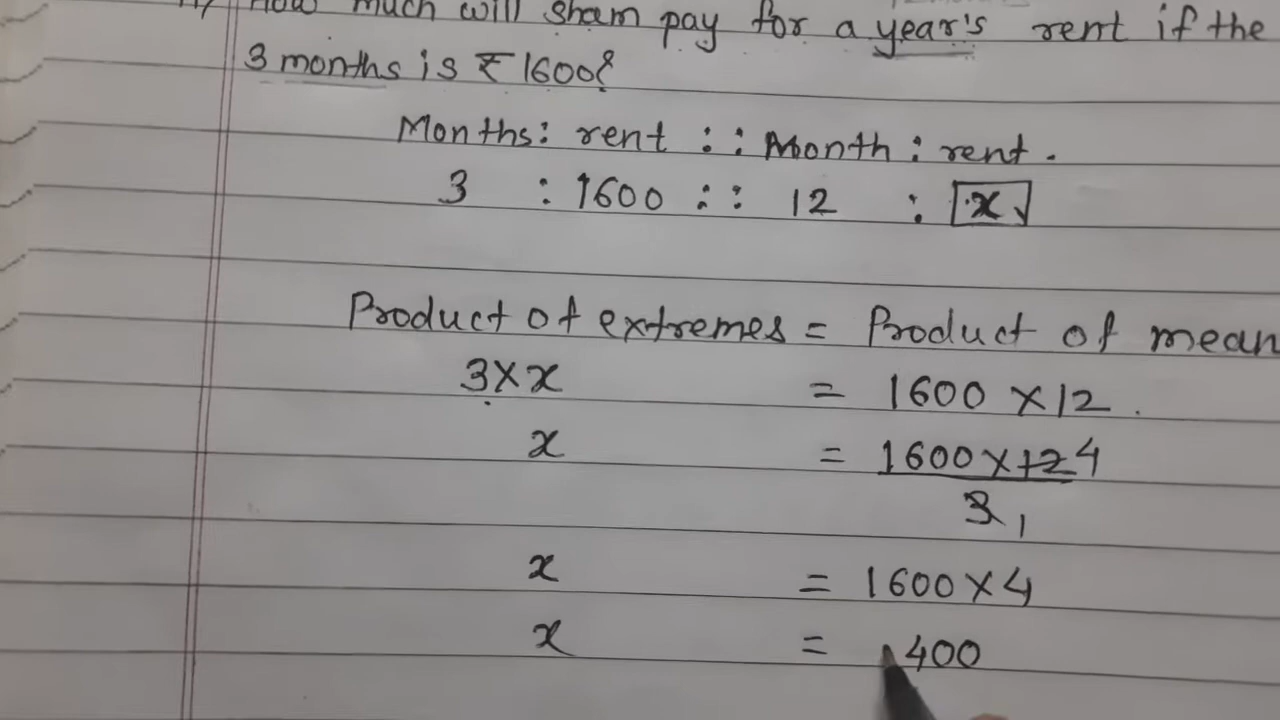 How much will sham pay for a year's rent if the
3 months is ₹1600?
Months: rent :: Month: rent.
3 : 1600 :: 12 : x
Product of extremes = Product of mean
3×x = 1600 ×12.
x = 1600×12 4
3 1
x = 1600×4
x = 400